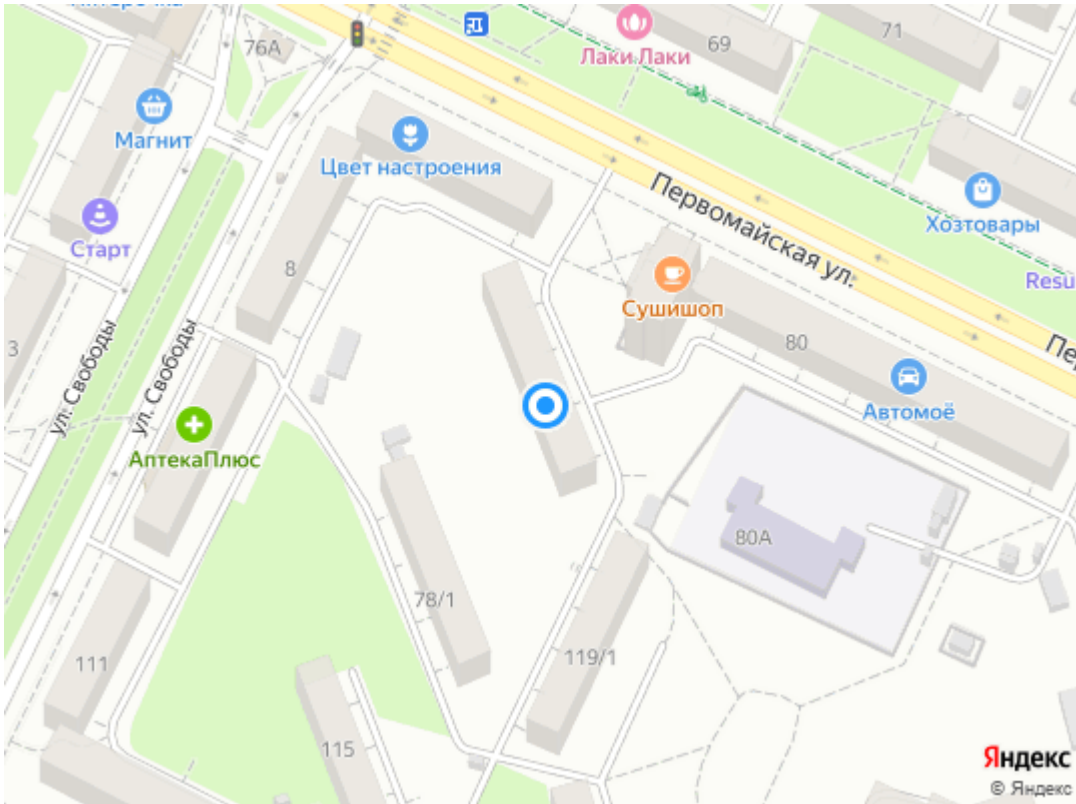 76А
69
71
Лаки Лаки
Магнит
Цвет настроения
Первомайская ул.
Хозтовары
Старт
8
Сушишоп
Resu
3
ул. Свободы
ул. Свободы
80
Автомоё
АптекаПлюс
80А
78/1
119/1
111
115
Яндекс
© Яндекс